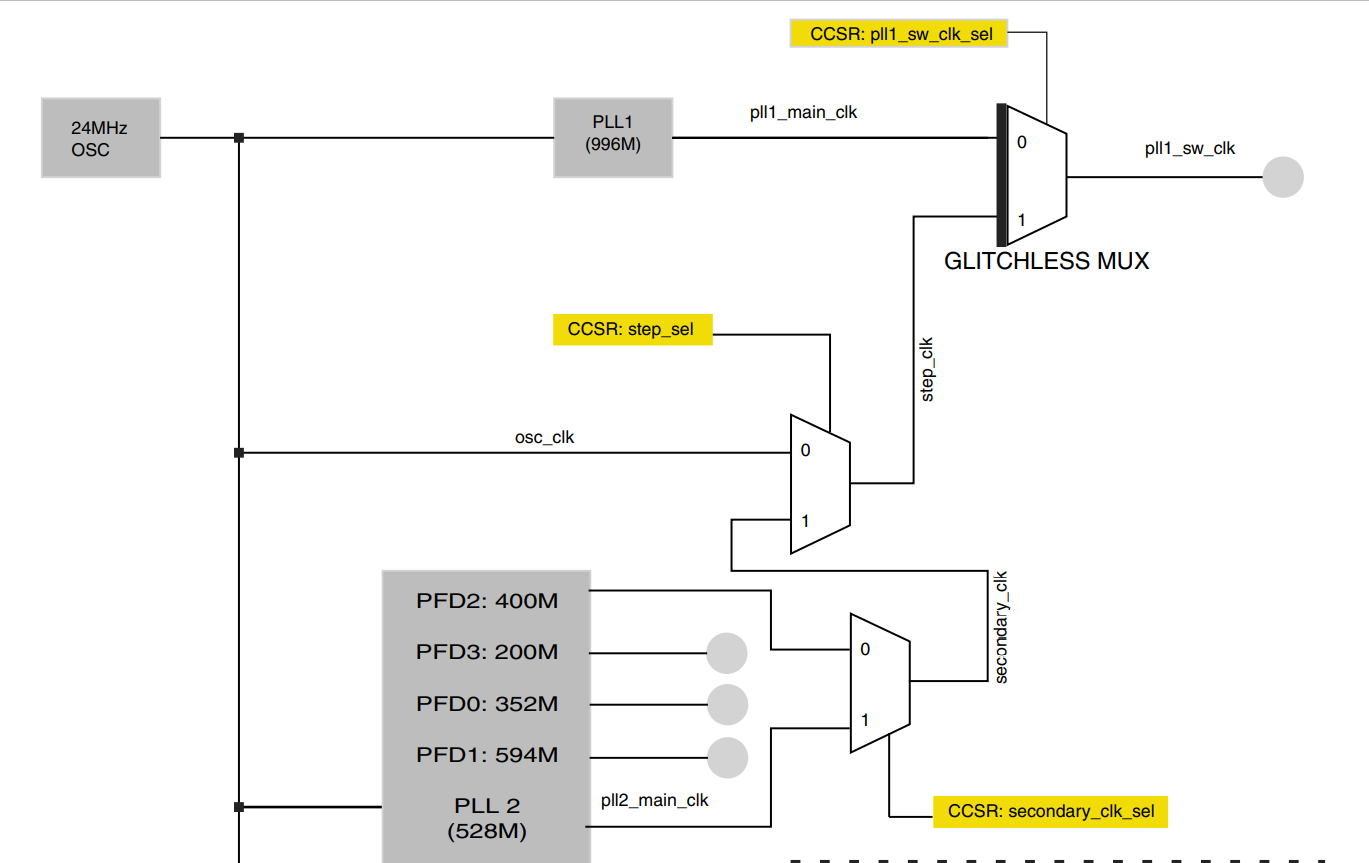 CCSR: pll1_sw_clk_sel
24MHz
OSC
PLL1
(996M)
pll1_main_clk
0
1
pll1_sw_clk
GLITCHLESS MUX
CCSR: step_sel
step_clk
osc_clk
0
1
secondary_clk
PFD2: 400M
PFD3: 200M
PFD0: 352M
PFD1: 594M
PLL 2
(528M)
pll2_main_clk
0
1
CCSR: secondary_clk_sel